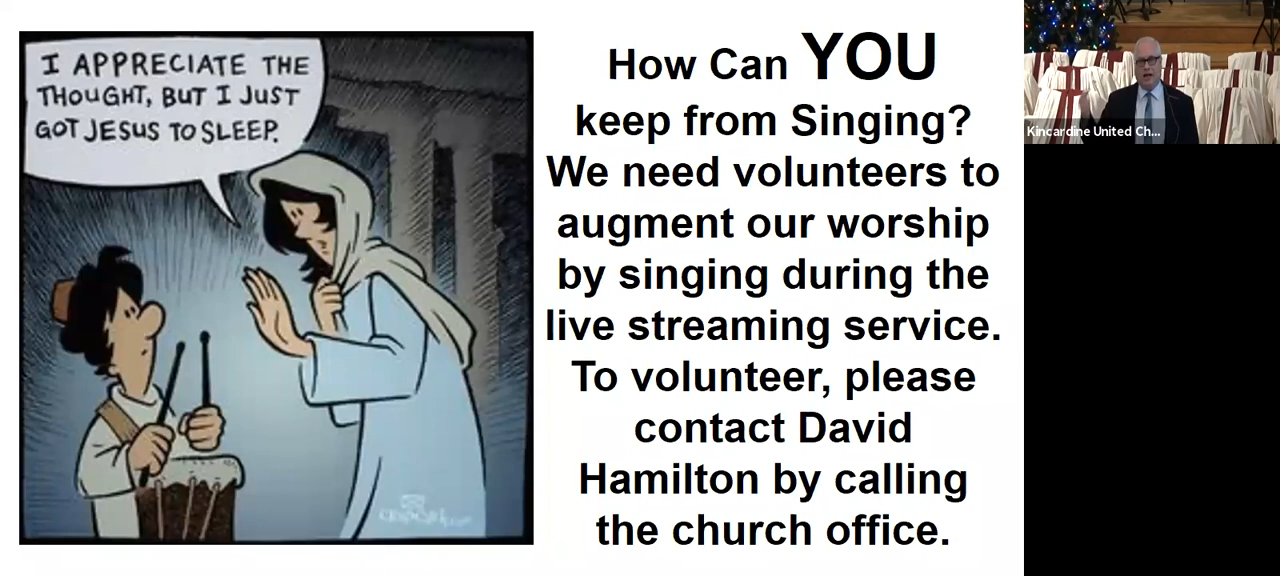 I APPRECIATE THE
THOUGHT, BUT I JUST
GOT JESUS TO SLEEP.
How Can YOU
keep from Singing?
We need volunteers to
augment our worship
by singing during the
live streaming service.
To volunteer, please
contact David
Hamilton by calling
the church office.
Kincardine United Ch...